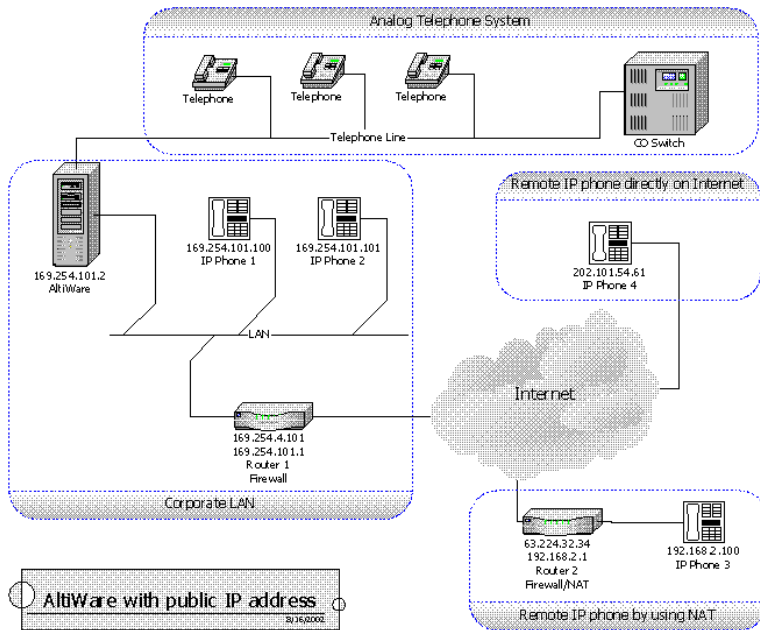 Analog Telephone System
Telephone
Telephone
Telephone
Telephone Line
CO Switch
169.254.101.2
AltiWare
169.254.101.100
IP Phone 1
169.254.101.101
IP Phone 2
LAN
169.254.4.101
169.254.101.1
Router 1
Firewall
Corporate LAN
Remote IP phone directly on Internet
202.101.54.61
IP Phone 4
Internet
63.224.32.34
192.168.2.1
Router 2
Firewall/NAT
192.168.2.100
IP Phone 3
Remote IP phone by using NAT
AltiWare with public IP address
8/16/2002